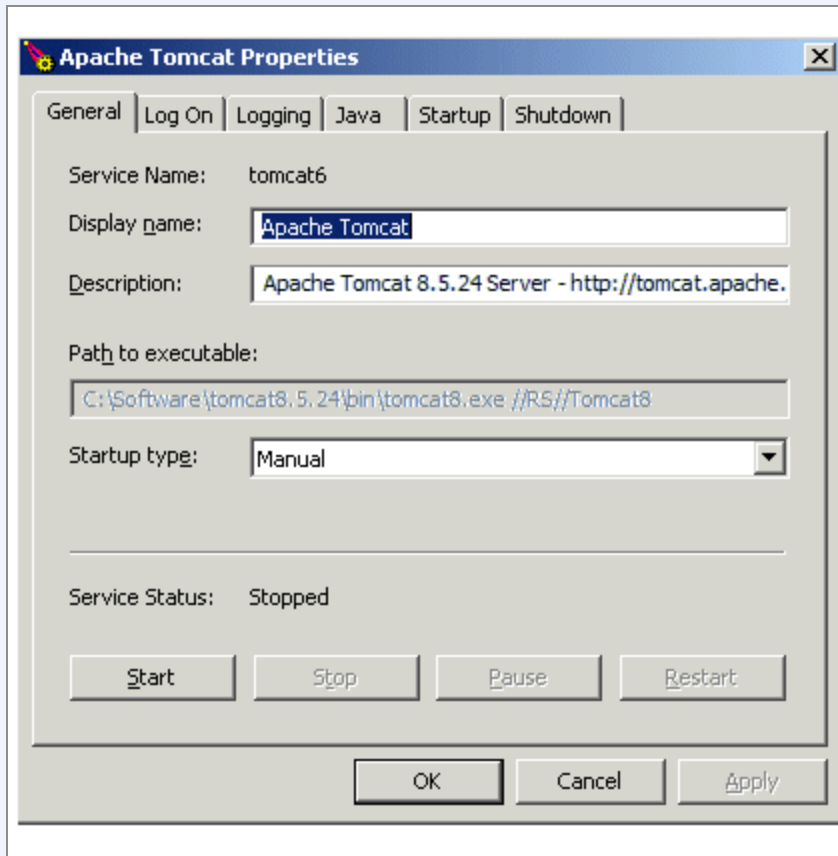 Apache Tomcat Properties
General Log On Logging Java Startup Shutdown
Service Name: tomcat6
Display name: Apache Tomcat
Description: Apache Tomcat 8.5.24 Server - http://tomcat.apache.
Path to executable:
C:\Software\tomcat8.5.24\bin\tomcat8.exe //RS//Tomcat8
Startup type: Manual
Service Status: Stopped
Start Stop Pause Restart
OK Cancel Apply